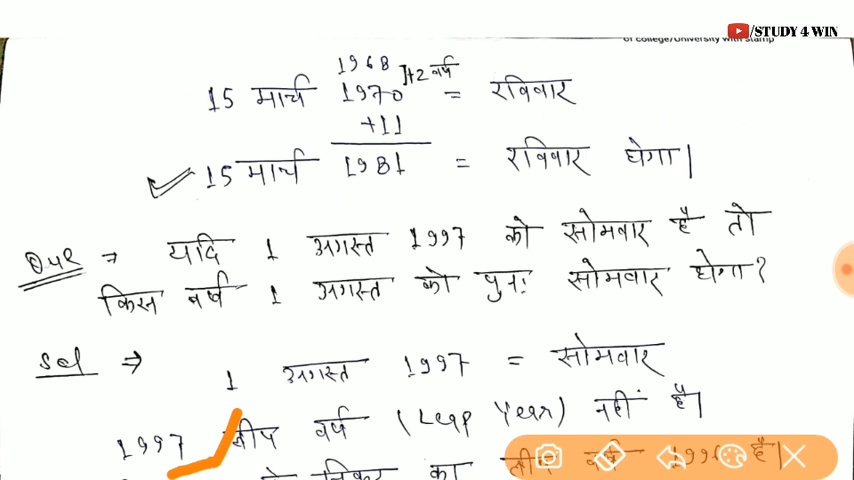 /STUDY 4 WIN
of college/University with stamp
1968
15 मार्च 1970 ]+2 वर्ष = रविवार
+11
15 मार्च 1981 = रविवार होगा|
Que ⇒ यदि 1 अगस्त 1997 को सोमवार है तो
किस वर्ष 1 अगस्त को पुनः सोमवार होगा?
Sol ⇒ 1 अगस्त 1997 = सोमवार
1997 लीप वर्ष (Leap Year) नहीं है|
का लीप वर्ष 1996 है|